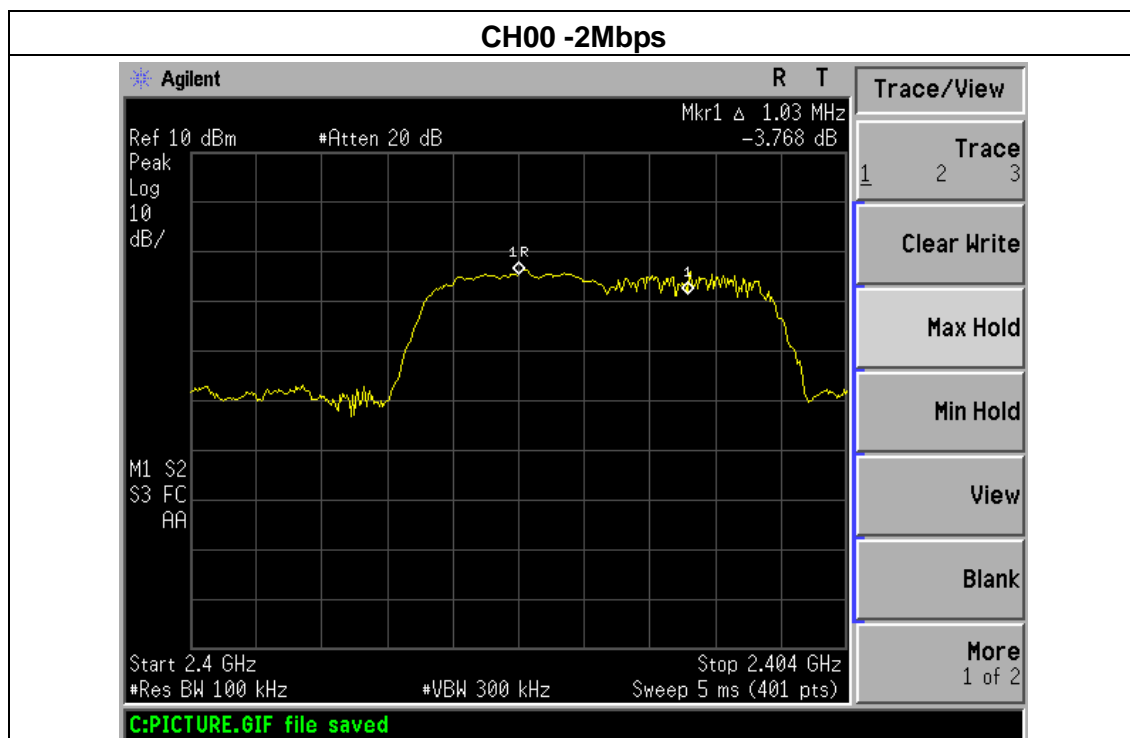 CH00 -2Mbps
Agilent
R T
Trace/View
Mkr1 Δ 1.03 MHz
Ref 10 dBm #Atten 20 dB -3.768 dB
Peak
Log
10
dB/
1R
1
M1 S2
S3 FC
AA
Start 2.4 GHz Stop 2.404 GHz
#Res BW 100 kHz #VBW 300 kHz Sweep 5 ms (401 pts)
C:PICTURE.GIF file saved
Trace
1 2 3
Clear Write
Max Hold
Min Hold
View
Blank
More
1 of 2